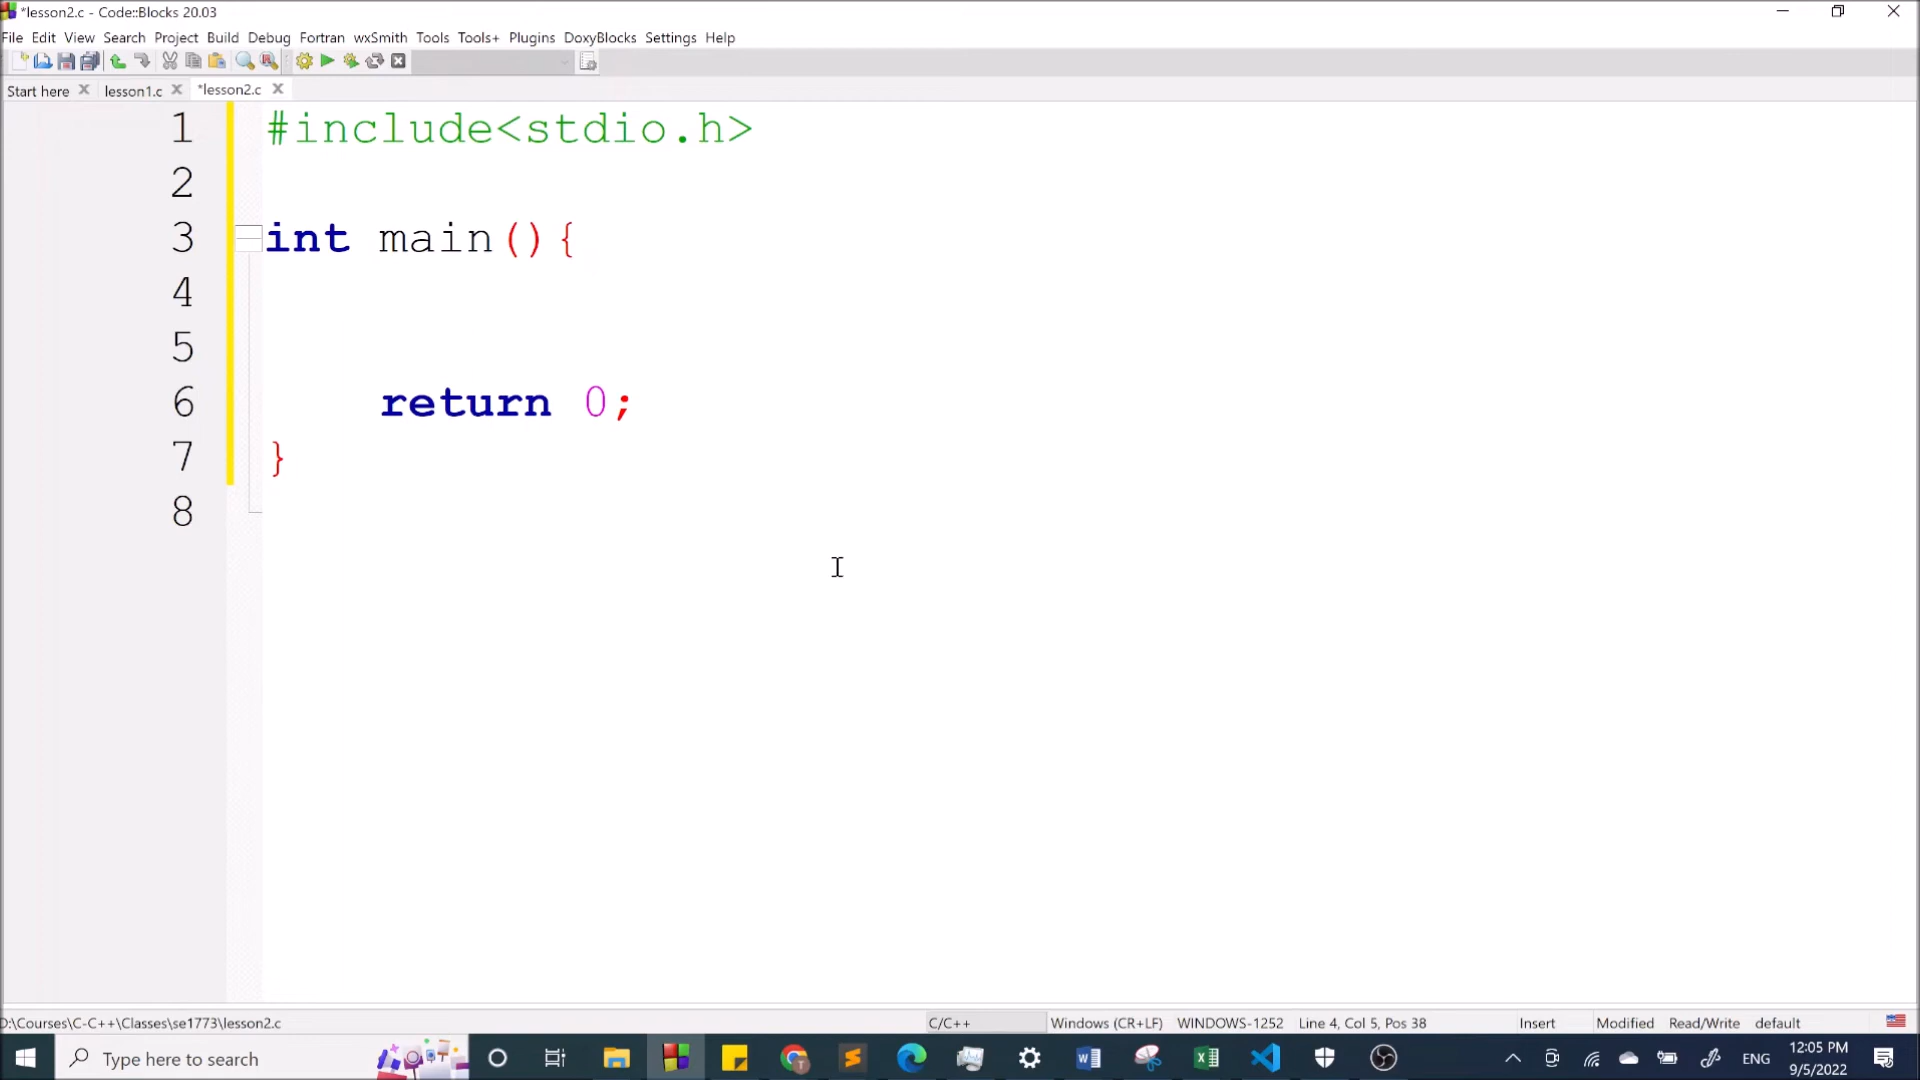 *lesson2.c - Code::Blocks 20.03
File Edit View Search Project Build Debug Fortran wxSmith Tools Tools+ Plugins DoxyBlocks Settings Help
Start here lesson1.c *lesson2.c
1 #include<stdio.h>
2
3 int main(){
4
5
6 return 0;
7 }
8
D:\Courses\C-C++\Classes\se1773\lesson2.c C/C++ Windows (CR+LF) WINDOWS-1252 Line 4, Col 5, Pos 38 Insert Modified Read/Write default
Type here to search ENG 12:05 PM
9/5/2022